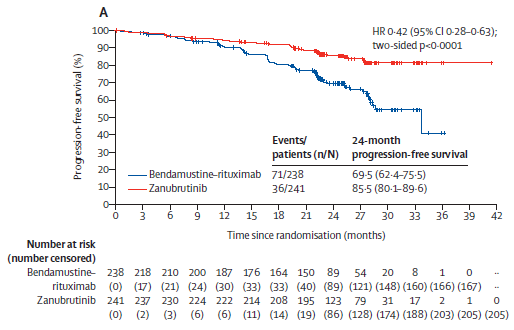 A
HR 0·42 (95% CI 0·28–0·63);
two-sided p<0·0001
Progression-free survival (%)
100
90
80
70
60
50
40
30
20
10
0
Events/ 24-month
patients (n/N) progression-free survival
Bendamustine–rituximab 71/238 69·5 (62·4–75·5)
Zanubrutinib 36/241 85·5 (80·1–89·6)
0 3 6 9 12 15 18 21 24 27 30 33 36 39 42
Time since randomisation (months)
Number at risk
(number censored)
Bendamustine– 238 218 210 200 187 176 164 150 89 54 20 8 1 0 ··
rituximab (0) (17) (21) (24) (30) (33) (33) (40) (89) (121) (148) (160) (166) (167) ··
Zanubrutinib 241 237 230 224 222 214 208 195 123 79 31 17 2 1 0
(0) (2) (3) (6) (6) (11) (14) (19) (86) (128) (174) (188) (203) (205) (205)